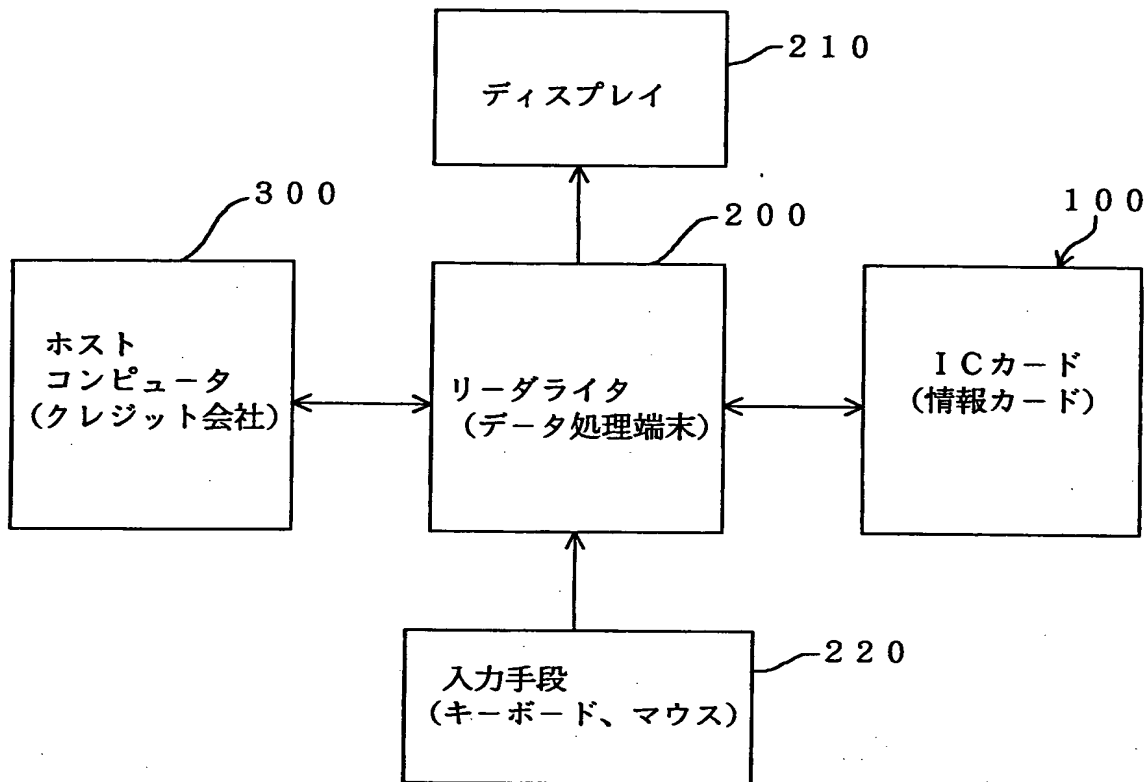 ２１０
ディスプレイ
３００
２００
１００
ホスト
コンピュータ
(クレジット会社)
リーダライタ
(データ処理端末)
ＩＣカード
(情報カード)
２２０
入力手段
(キーボード、マウス)